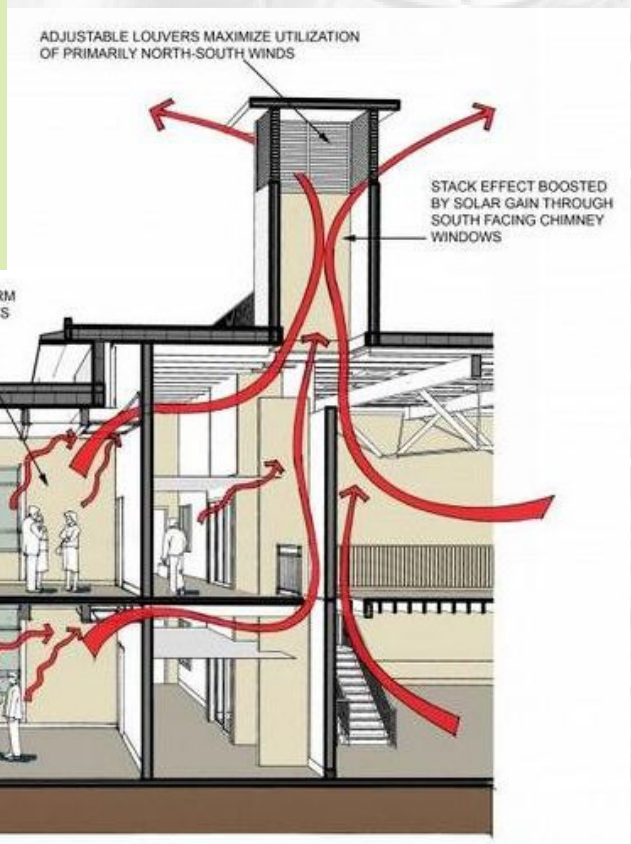 ADJUSTABLE LOUVERS MAXIMIZE UTILIZATION
OF PRIMARILY NORTH-SOUTH WINDS
STACK EFFECT BOOSTED
BY SOLAR GAIN THROUGH
SOUTH FACING CHIMNEY
WINDOWS